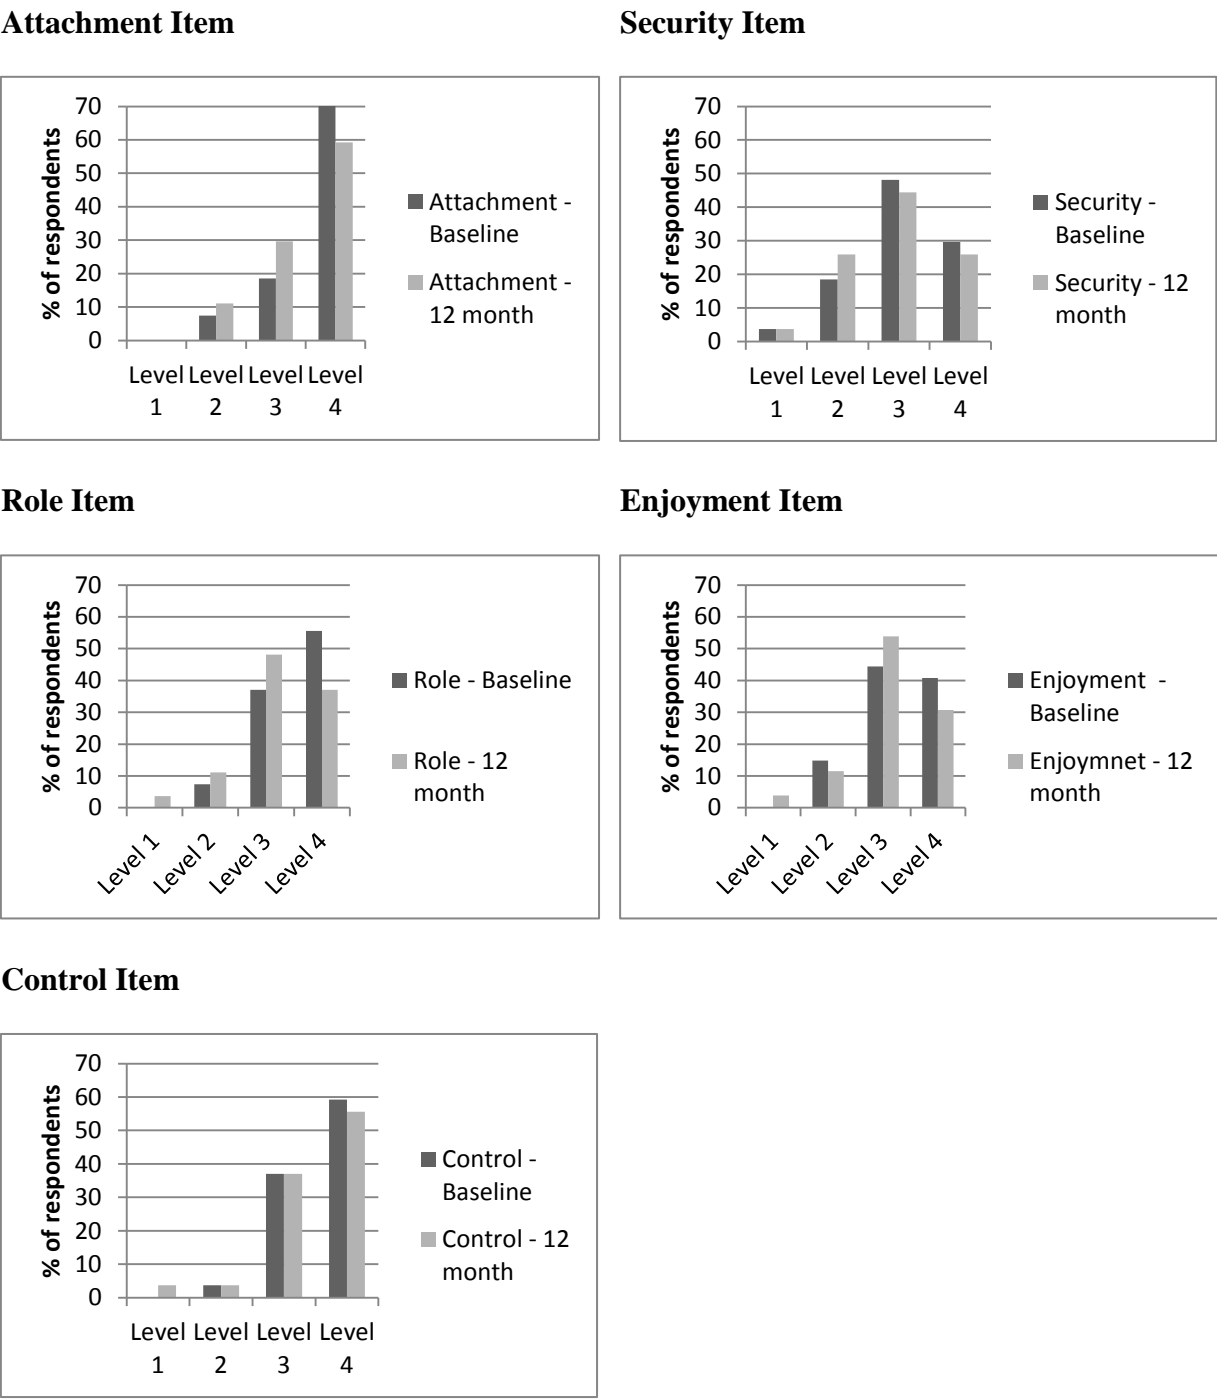 Attachment Item
70
60
50
40
30
20
10
0
% of respondents
Level Level Level Level
1 2 3 4
Attachment -
Baseline
Attachment -
12 month
Security Item
70
60
50
40
30
20
10
0
% of respondents
Level Level Level Level
1 2 3 4
Security -
Baseline
Security - 12
month
Role Item
70
60
50
40
30
20
10
0
% of respondents
Level 1 Level 2 Level 3 Level 4
Role - Baseline
Role - 12
month
Enjoyment Item
70
60
50
40
30
20
10
0
% of respondents
Level 1 Level 2 Level 3 Level 4
Enjoyment -
Baseline
Enjoymnet - 12
month
Control Item
70
60
50
40
30
20
10
0
% of respondents
Level Level Level Level
1 2 3 4
Control -
Baseline
Control - 12
month